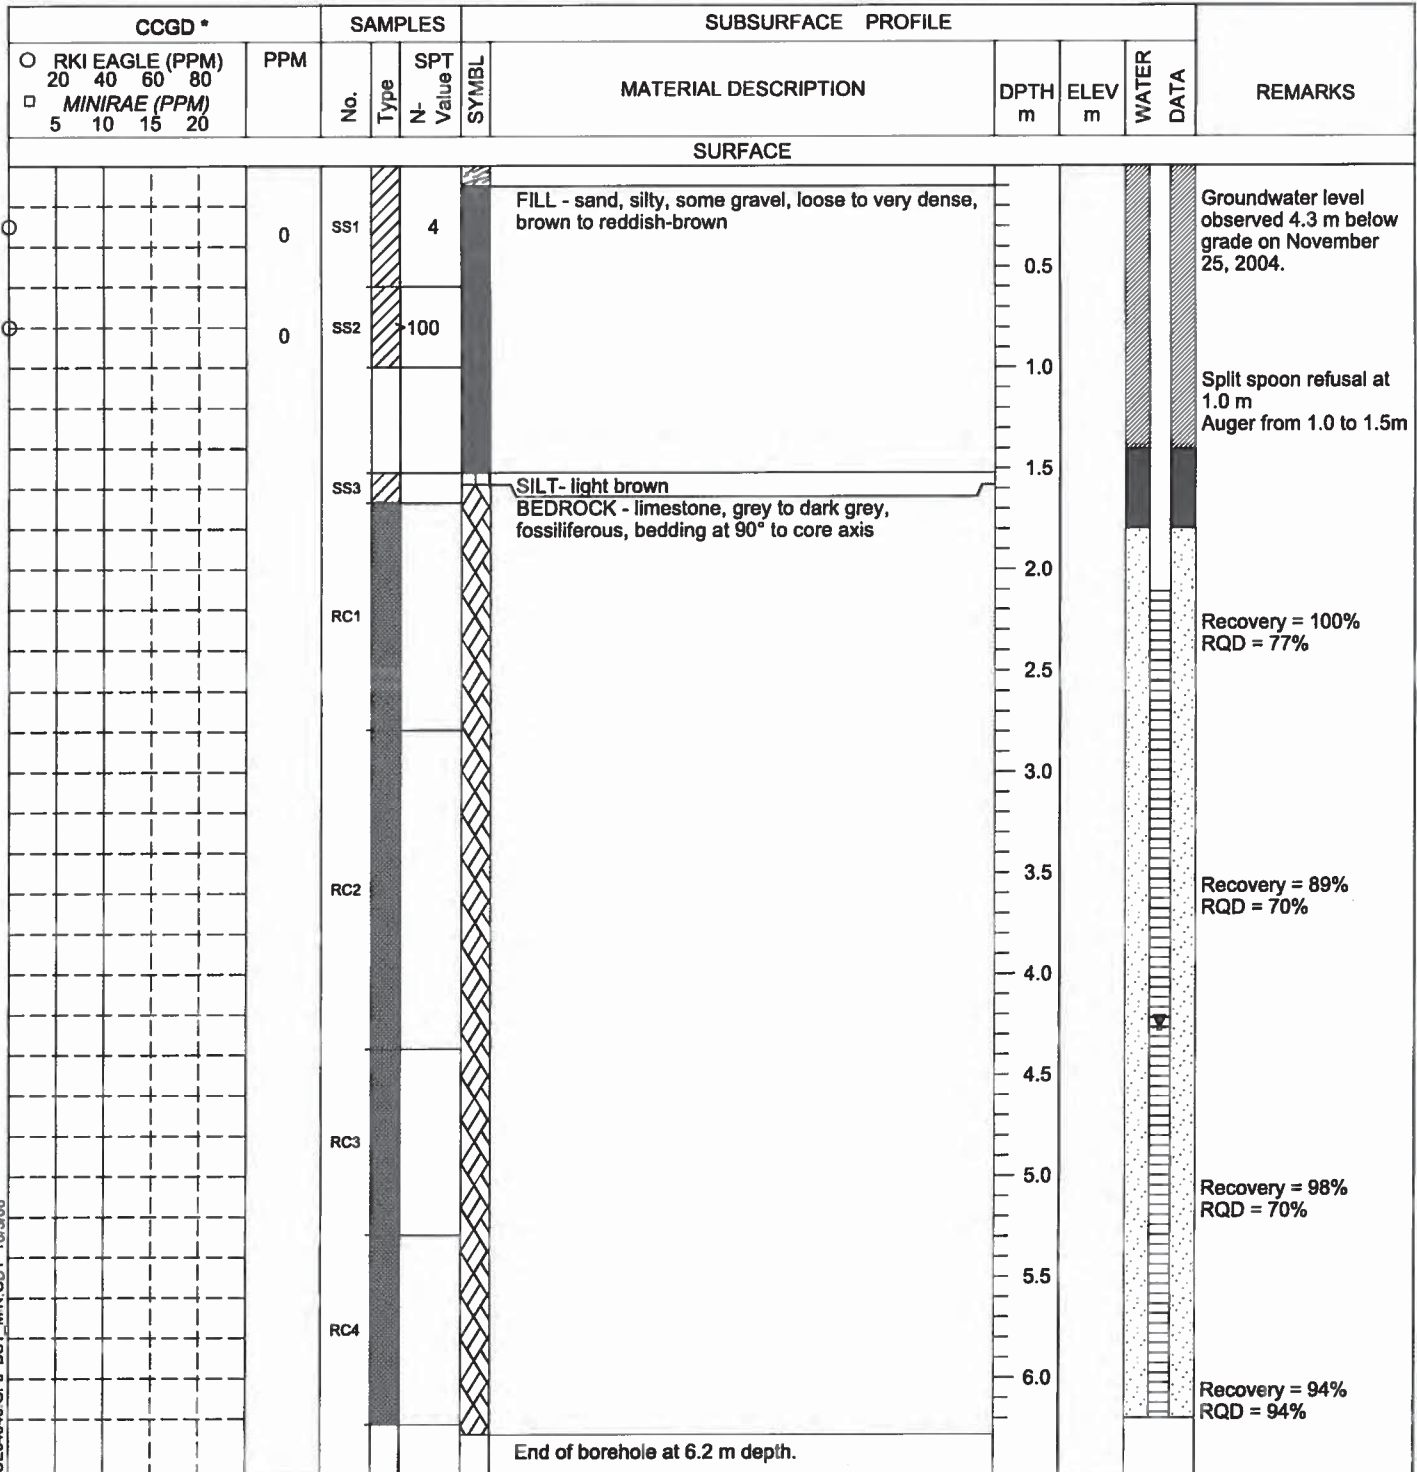 CCGD *
SAMPLES
SUBSURFACE PROFILE
RKI EAGLE (PPM)
20 40 60 80
MINIRAE (PPM)
5 10 15 20
PPM
No.
Type
SPT
N-
Value
SYMBL
MATERIAL DESCRIPTION
DPTH
m
ELEV
m
WATER
DATA
REMARKS
SURFACE
FILL - sand, silty, some gravel, loose to very dense,
brown to reddish-brown
Groundwater level
observed 4.3 m below
grade on November
25, 2004.
0
SS1
4
0.5
0
SS2
>100
1.0
Split spoon refusal at
1.0 m
Auger from 1.0 to 1.5m
1.5
SS3
SILT- light brown
BEDROCK - limestone, grey to dark grey,
fossiliferous, bedding at 90° to core axis
2.0
RC1
Recovery = 100%
RQD = 77%
2.5
3.0
3.5
RC2
Recovery = 89%
RQD = 70%
4.0
4.5
RC3
5.0
Recovery = 98%
RQD = 70%
5.5
RC4
6.0
Recovery = 94%
RQD = 94%
End of borehole at 6.2 m depth.